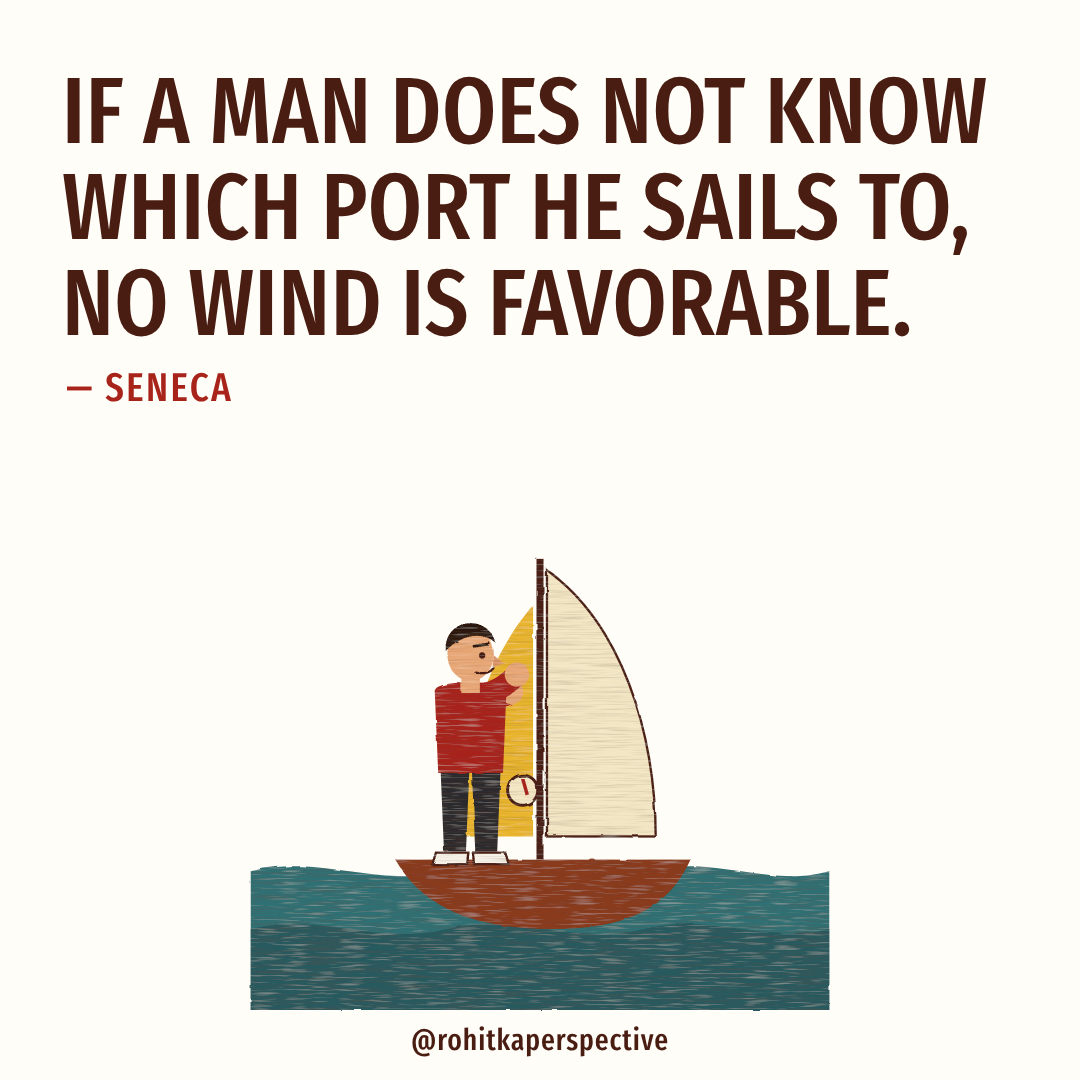 IF A MAN DOES NOT KNOW
WHICH PORT HE SAILS TO,
NO WIND IS FAVORABLE.
— SENECA
@rohitkaperspective